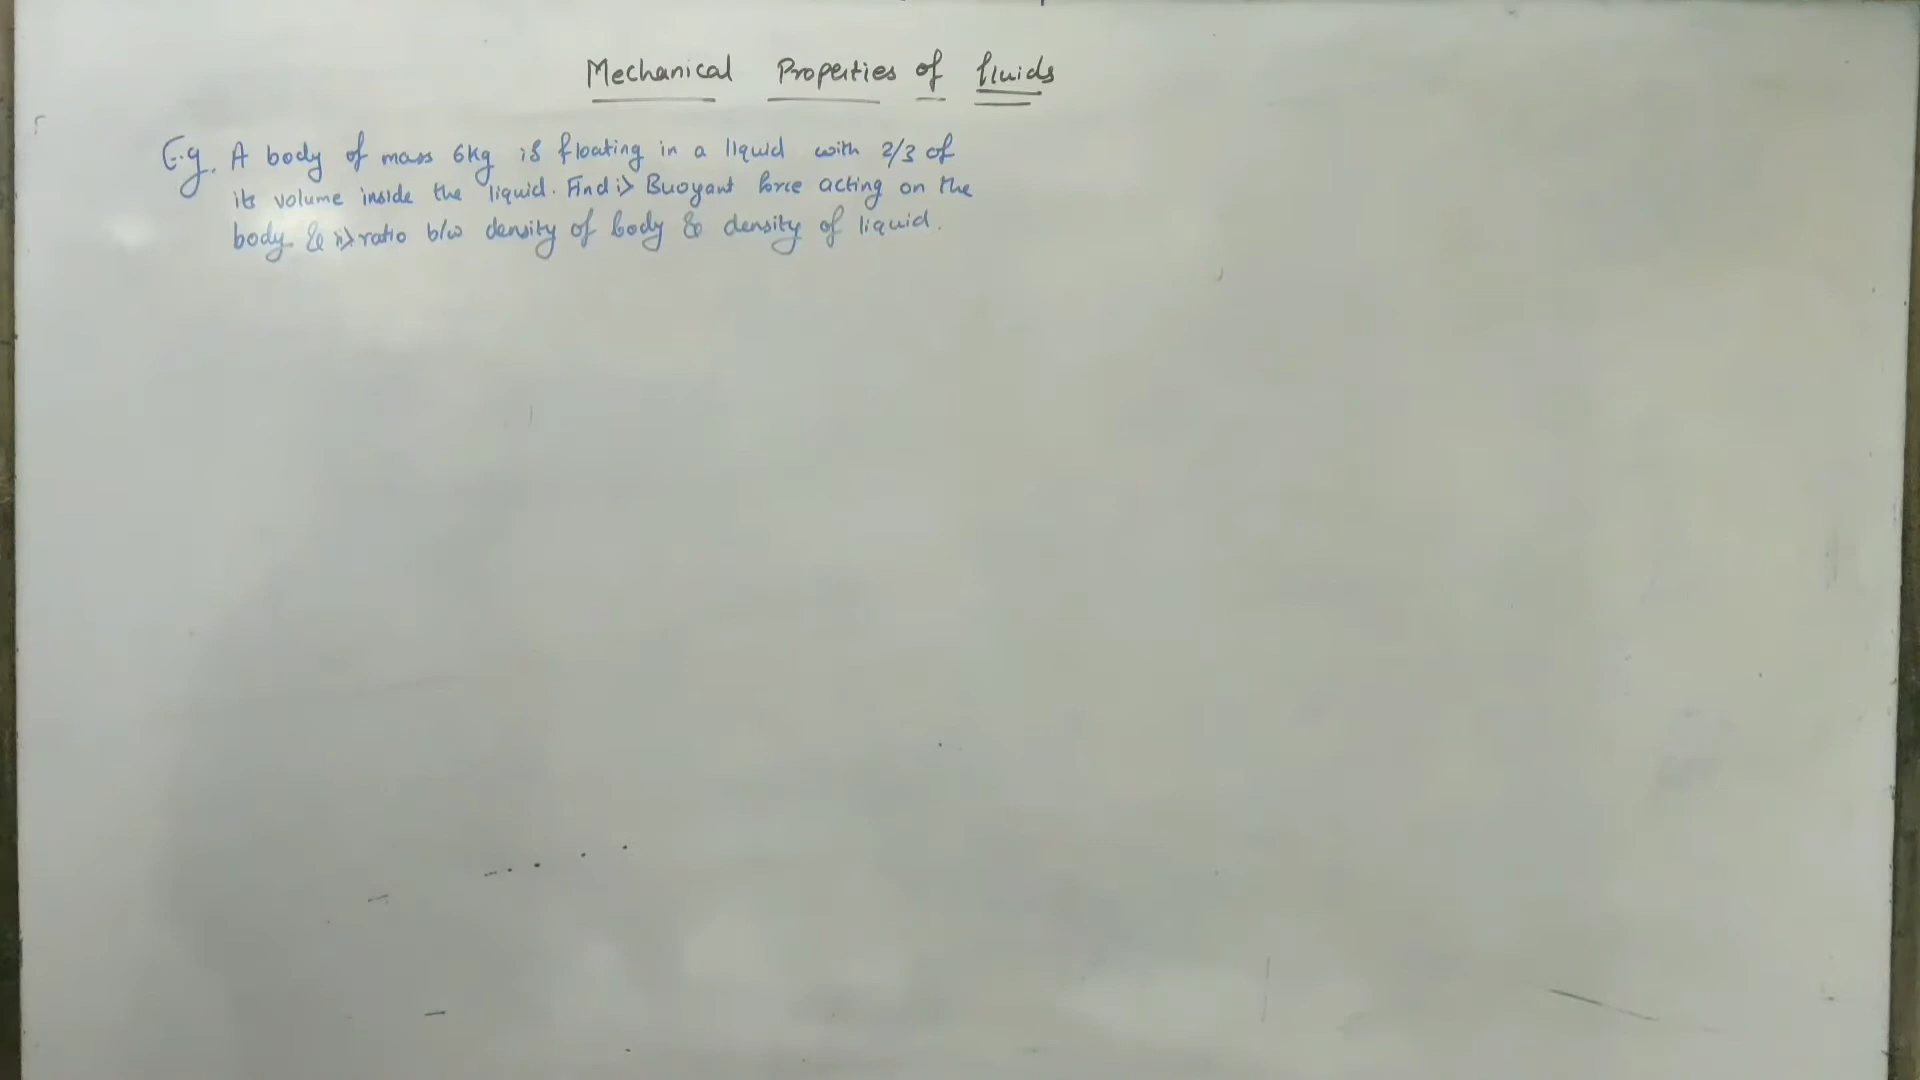 Mechanical Properties of fluids
E.g. A body of mass 6kg is floating in a liquid with 2/3 of
its volume inside the liquid. Find i> Buoyant force acting on the
body & ii> ratio b/w density of body & density of liquid.